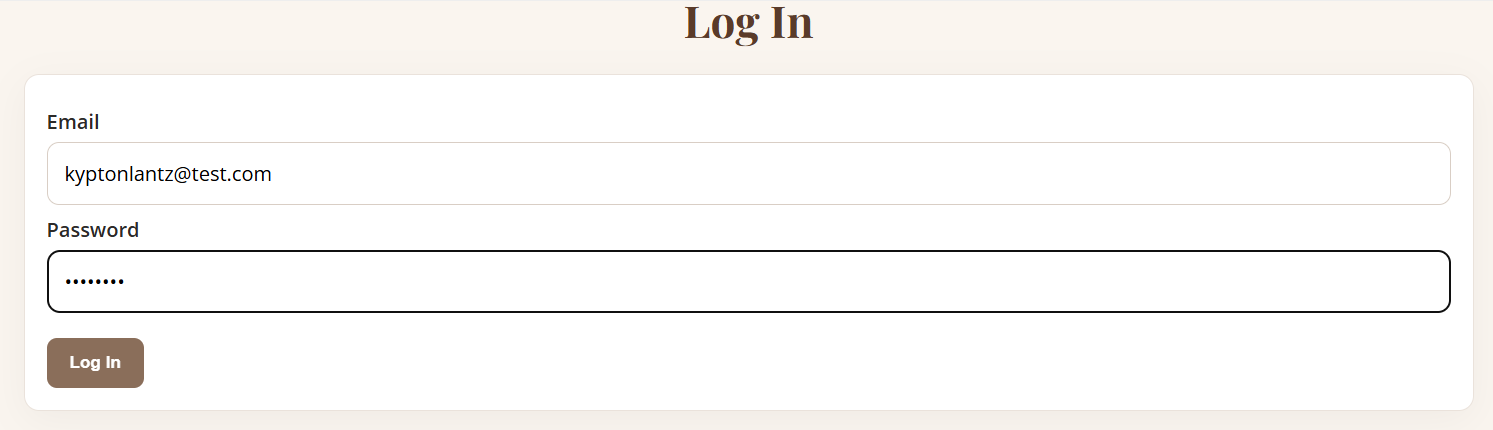 Log In
Email
kyptonlantz@test.com
Password
••••••••
Log In